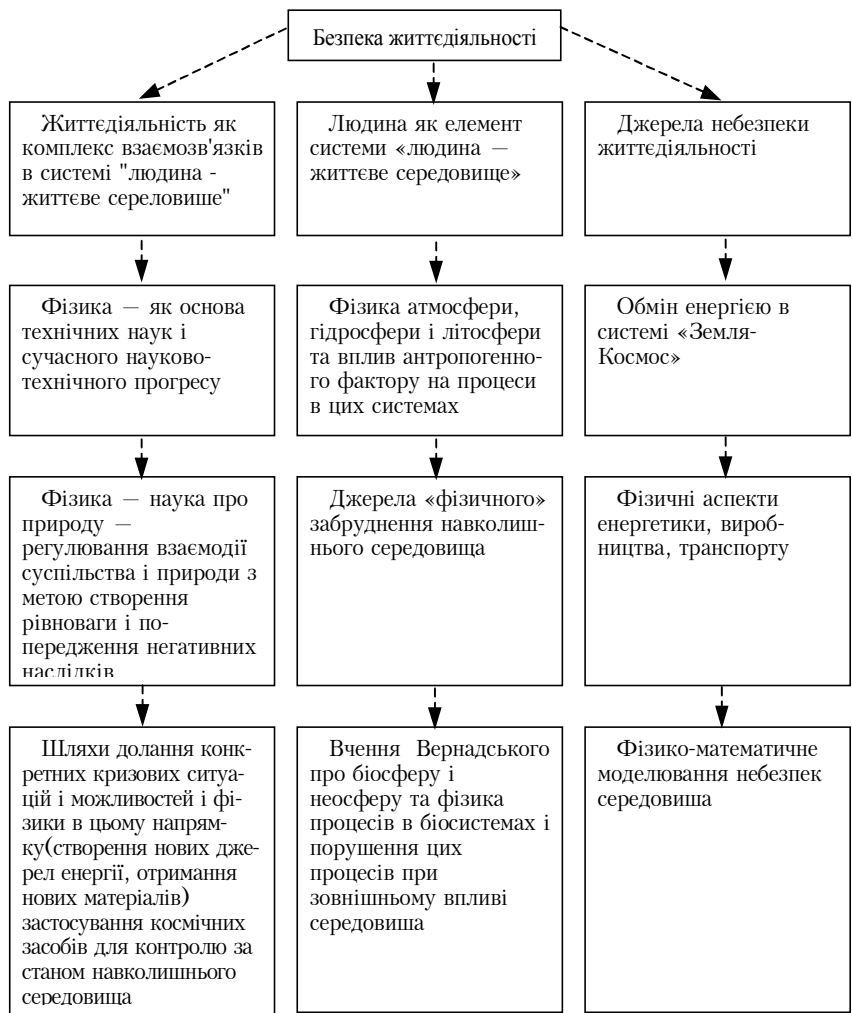 Безпека життєдіяльності
Життєдіяльність як
комплекс взаємозв'язків
в системі "людина -
життєве sереловише"
Людина як елемент
системи «людина —
життєве середовище»
Джерела небезпеки
життєдіяльності
Фізика — як основа
технічних наук і
сучасного науково-
технічного прогресу
Фізика атмосфери,
гідросфери і літосфери
та вплив антропогенно-
го фактору на процеси
в цих системах
Обмін енергією в
системі «Земля-
Космос»
Фізика — наука про
природу —
регулювання взаємодії
суспільства і природи з
метою створення
рівноваги і по-
передження негативних
наслідків
Джерела «фізичного»
забруднення навколиш-
нього середовища
Фізичні аспекти
енергетики, вироб-
ництва, транспорту
Шляхи долання конк-
ретних кризових ситуа-
цій і можливостей і фі-
зики в цьому напрям-
ку(створення нових дже-
рел енергії, отримання
нових матеріалів)
застосування космічних
засобів для контролю за
станом навколишнього
середовища
Вчення Вернадського
про біосферу і
неосферу та фізика
процесів в біосистемах і
порушення цих
процесів при
зовнішньому впливі
середовиша
Фізико-математичне
моделювання небезпек
середовиша